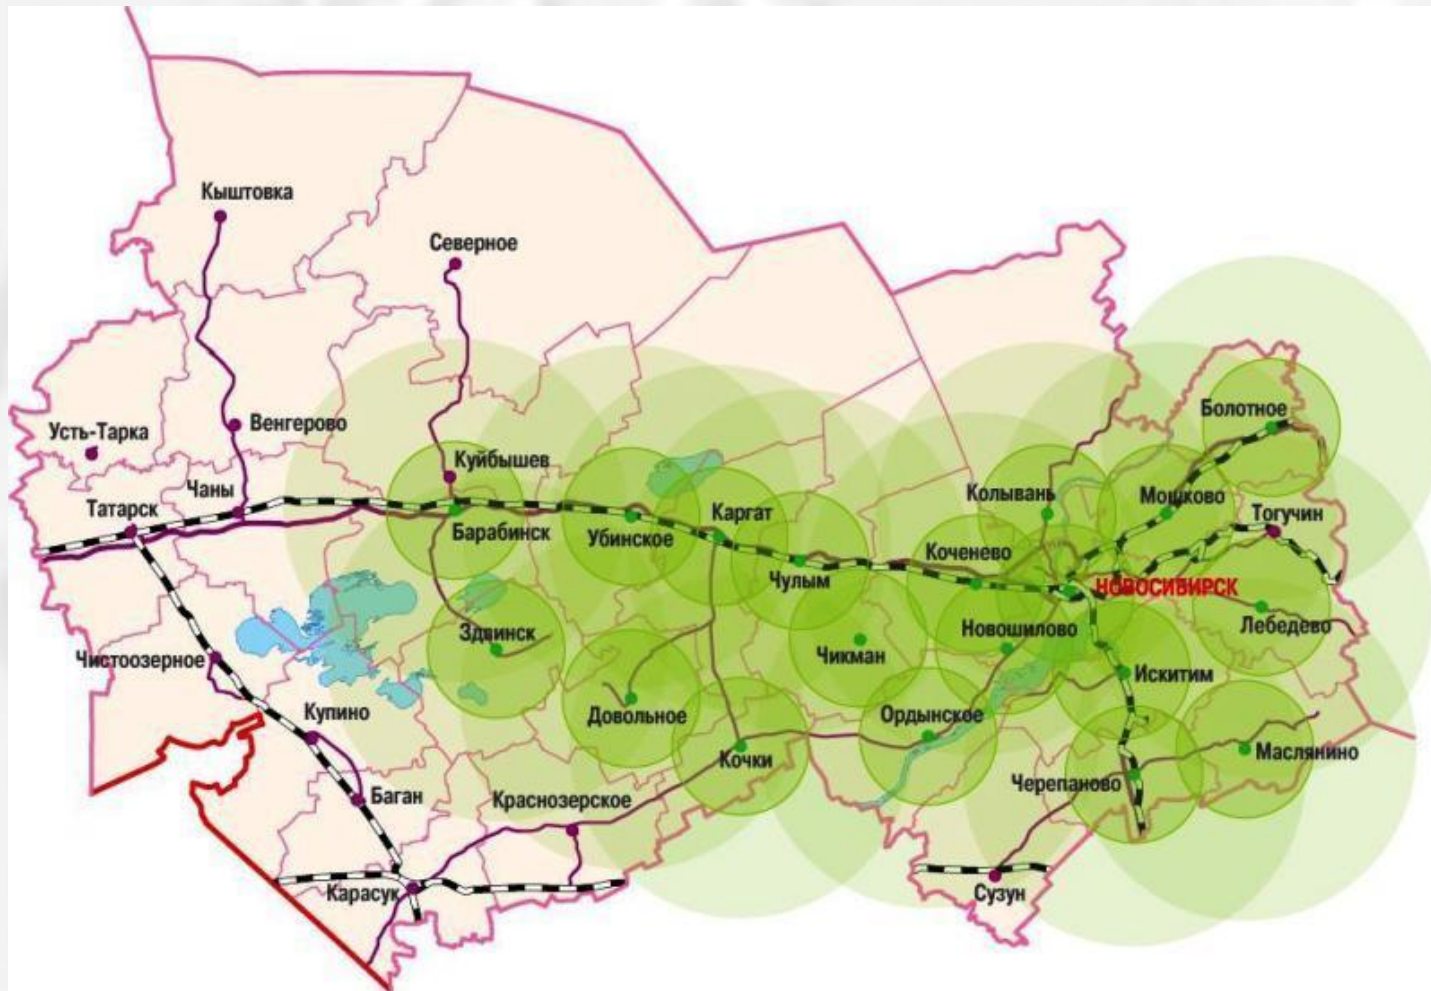 Кыштовка
Северное
Болотное
Венгерово
Усть-Тарка
Куйбышев
Чаны
Колывань
Мошково
Татарск
Каргат
Тогучин
Барабинск
Убинское
Коченево
Чулым
НОВОСИБИРСК
Здвинск
Новошилово
Лебедево
Чикман
Чистоозерное
Искитим
Купино
Довольное
Ордынское
Кочки
Маслянино
Черепаново
Баган
Краснозерское
Карасук
Сузун